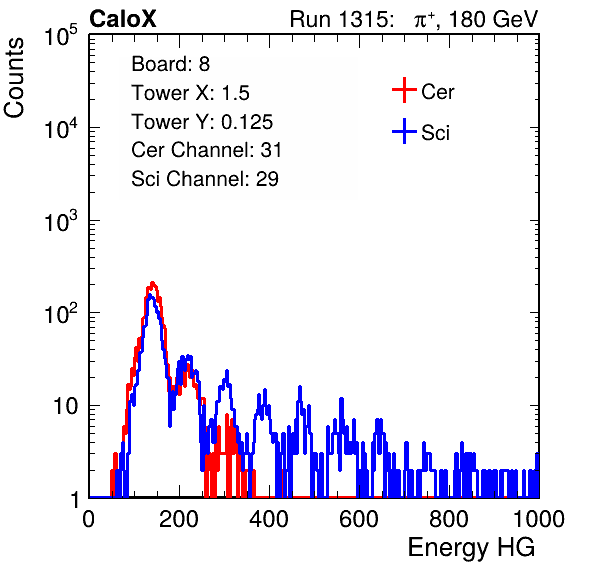 CaloX Run 1315: π⁺, 180 GeV
Board: 8
Tower X: 1.5
Tower Y: 0.125
Cer Channel: 31
Sci Channel: 29
Cer
Sci
Counts
10⁵
10⁴
10³
10²
10
1
0 200 400 600 800 1000
Energy HG